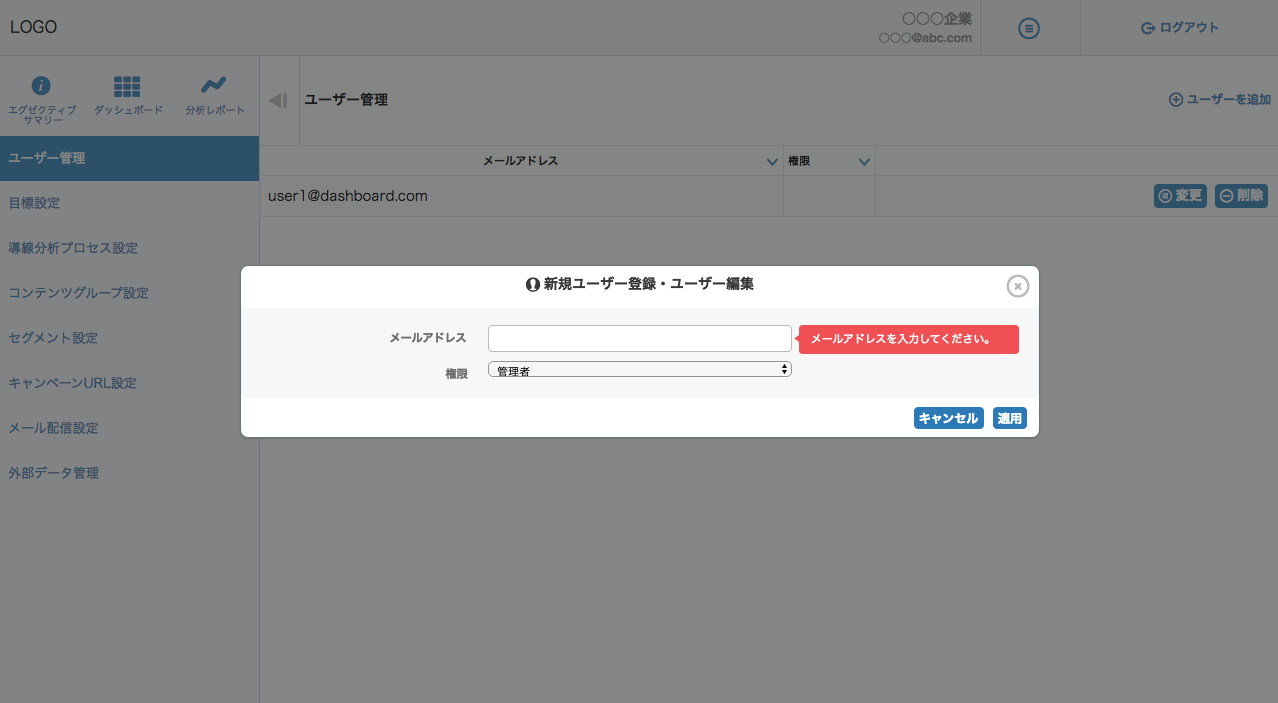 LOGO
〇〇〇企業
〇〇〇@abc.com
ログアウト
エグゼクティブ
サマリー
ダッシュボード
分析レポート
ユーザー管理
ユーザーを追加
ユーザー管理
目標設定
導線分析プロセス設定
コンテンツグループ設定
セグメント設定
キャンペーンURL設定
メール配信設定
外部データ管理
メールアドレス
権限
user1@dashboard.com
変更
削除
新規ユーザー登録・ユーザー編集
メールアドレス
メールアドレスを入力してください。
権限
管理者
キャンセル
適用